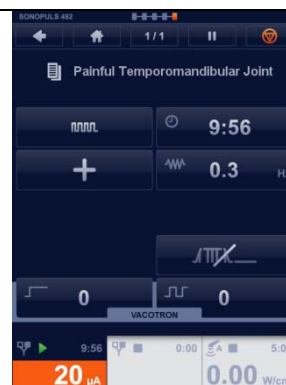 SONOPULS 492
1/1
Painful Temporomandibular Joint
9:56
0.3 H
0 0
VACOTRON
9:56 0:00 A 5:0
20 µA 0.00 W/cm